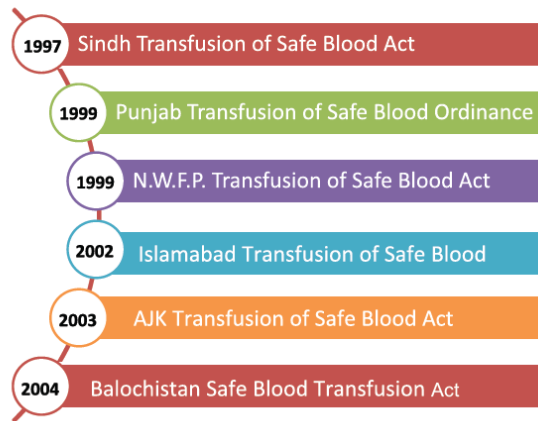 1997 Sindh Transfusion of Safe Blood Act
1999 Punjab Transfusion of Safe Blood Ordinance
1999 N.W.F.P. Transfusion of Safe Blood Act
2002 Islamabad Transfusion of Safe Blood
2003 AJK Transfusion of Safe Blood Act
2004 Balochistan Safe Blood Transfusion Act